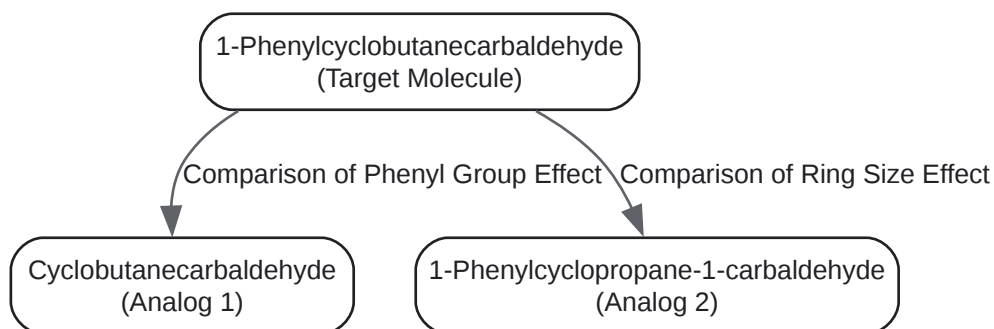 1-Phenylcyclobutanecarbaldehyde
(Target Molecule)
Comparison of Phenyl Group Effect
Comparison of Ring Size Effect
Cyclobutanecarbaldehyde
(Analog 1)
1-Phenylcyclopropane-1-carbaldehyde
(Analog 2)